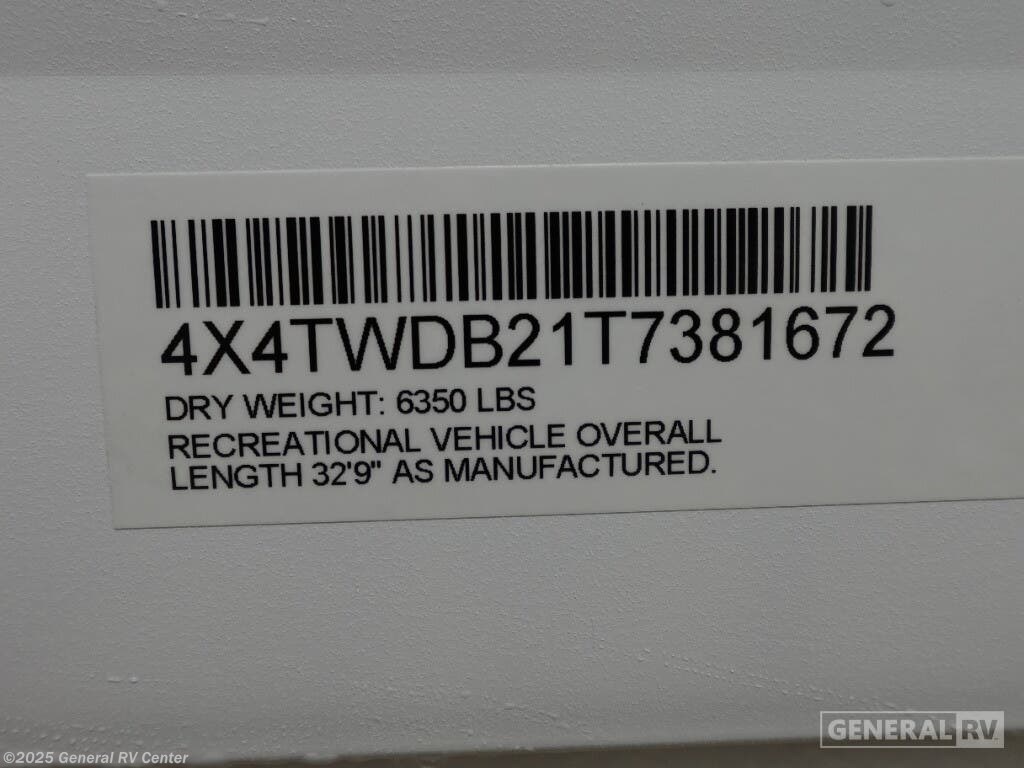 4X4TWDB21T7381672
DRY WEIGHT: 6350 LBS
RECREATIONAL VEHICLE OVERALL
LENGTH 32'9" AS MANUFACTURED.
GENERAL RV
©2025 General RV Center